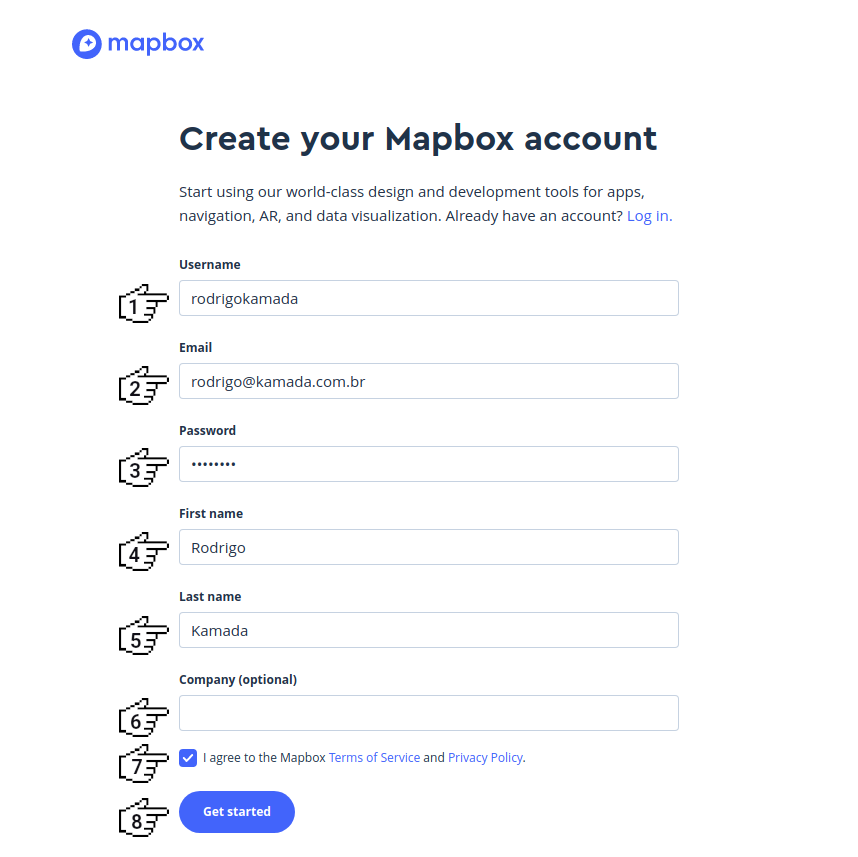 mapbox
Create your Mapbox account
Start using our world-class design and development tools for apps,
navigation, AR, and data visualization. Already have an account? Log in.
Username
1 rodrigokamada
Email
2 rodrigo@kamada.com.br
Password
3 ••••••••
First name
4 Rodrigo
Last name
5 Kamada
Company (optional)
6
7 I agree to the Mapbox Terms of Service and Privacy Policy.
8 Get started